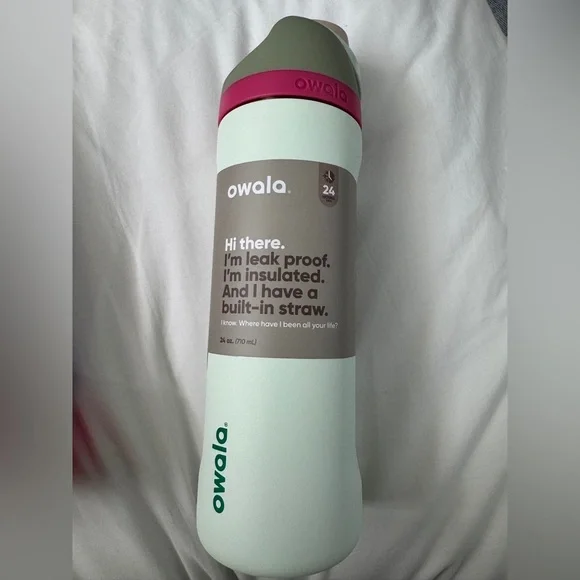 owala
owala®
24
Hi there.
I'm leak proof.
I'm insulated.
And I have a
built-in straw.
I know. Where have I been all your life?
24 oz. (710 mL)
owala®